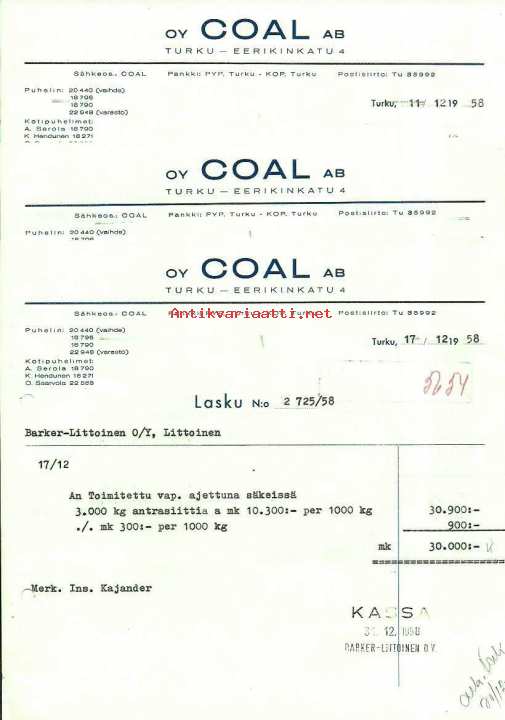 OY COAL AB
TURKU — EERIKINKATU 4
Sähkeos.: COAL Pankki: PYP, Turku - KOP, Turku Postisiirto: Tu 85992
Puhelin: 20 440 (vaihde)
18 796
18 790
22 949 (varasto)
Kotipuhelimet:
A. Serola 18 790
K. Hendunen 18 271
Turku, 11 / 12 19 58
OY COAL AB
TURKU — EERIKINKATU 4
Sähkeos.: COAL Pankki: PYP, Turku - KOP, Turku Postisiirto: Tu 85992
Puhelin: 20 440 (vaihde)
18 796
OY COAL AB
TURKU — EERIKINKATU 4
Sähkeos.: COAL Antikvariaatti.net Turku Postisiirto: Tu 85992
Puhelin: 20 440 (vaihde)
18 796
18 790
22 949 (varasto)
Kotipuhelimet:
A. Serola 18 790
K. Hendunen 18 271
O. Saarvola 22 588
Turku, 17 / 12 19 58
Lasku N:o 2 725/58
Barker-Littoinen O/Y, Littoinen
17/12
An Toimitettu vap. ajettuna säkeissä
3.000 kg antrasiittia a mk 10.300:- per 1000 kg 30.900:-
./. mk 300:- per 1000 kg 900:-
mk 30.000:-
Merk. Ins. Kajander
KASSA
31. 12. 1958
BARKER-LITTOINEN O.Y.